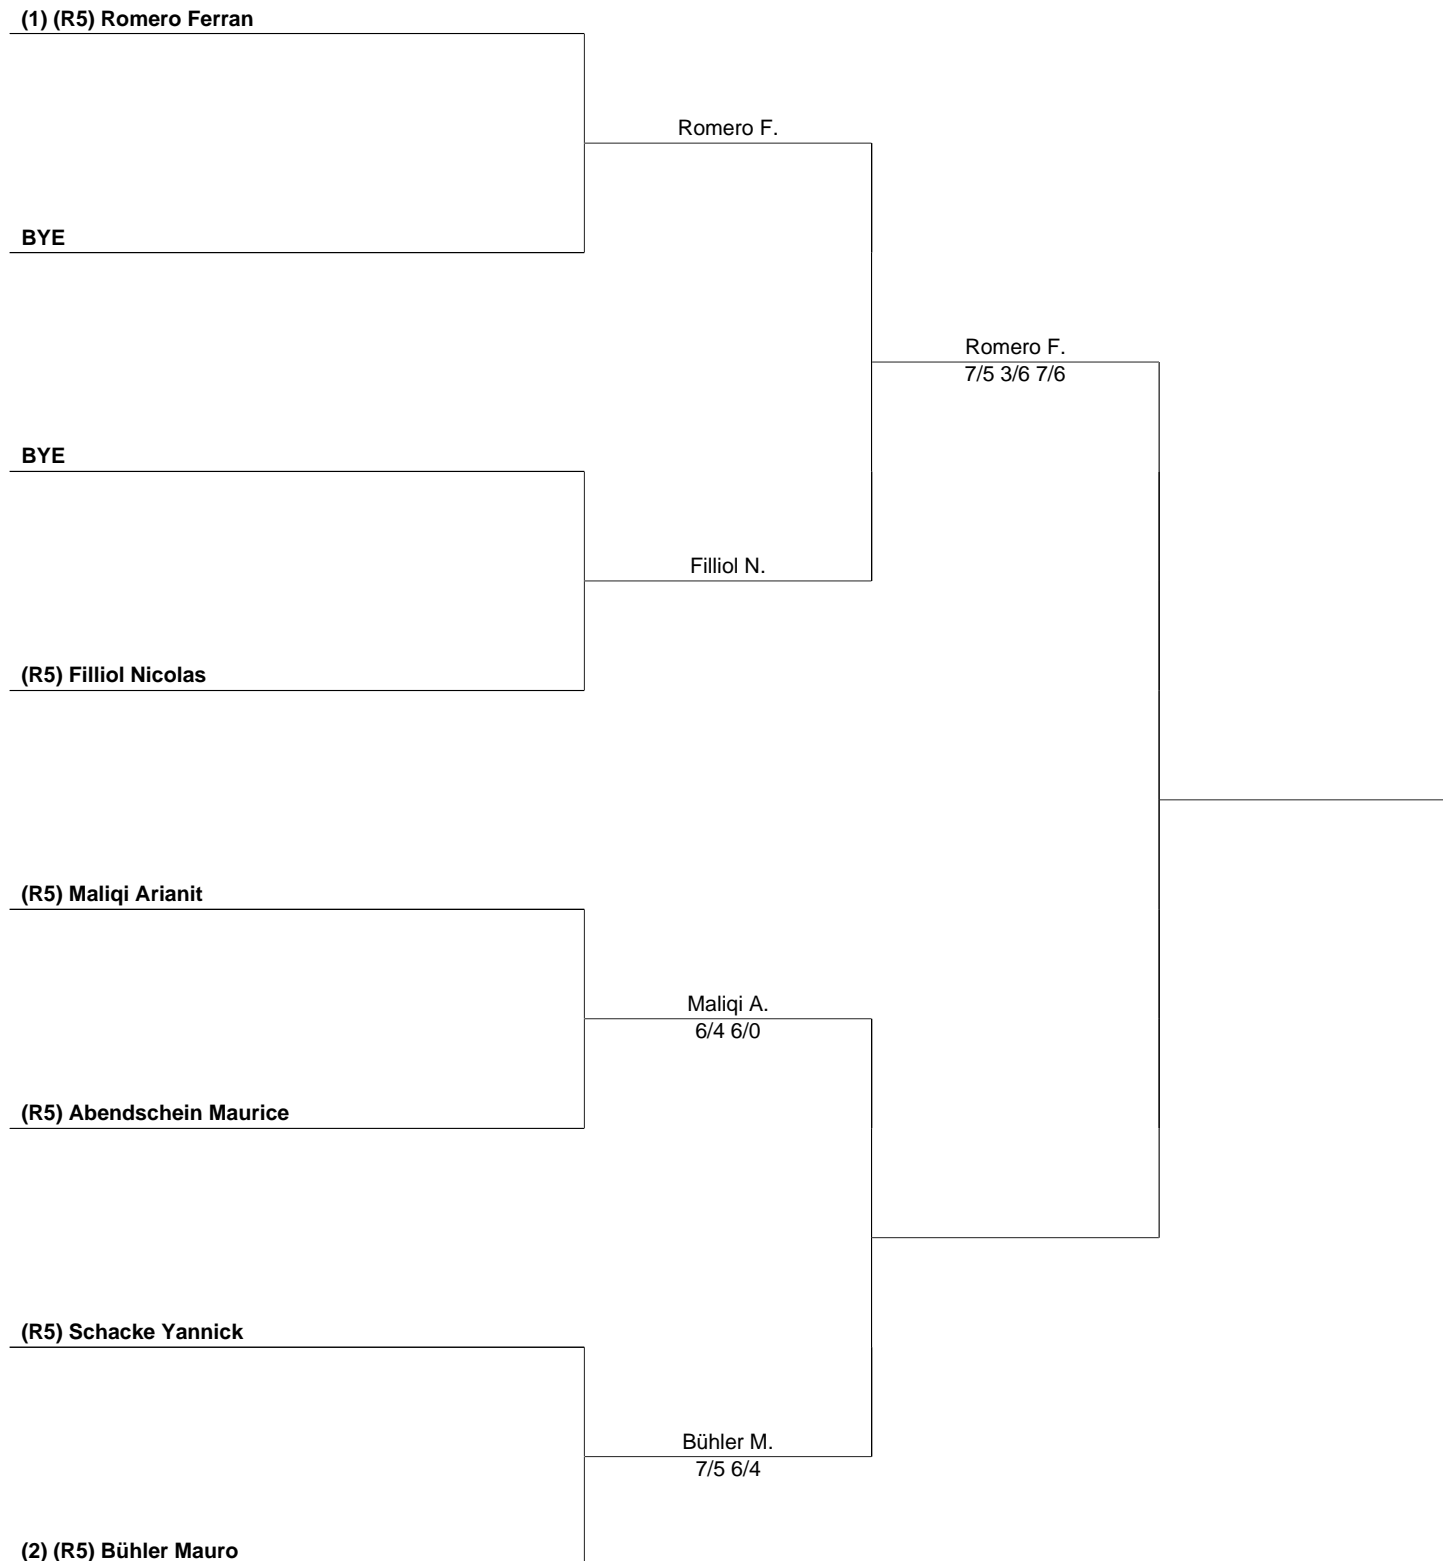 (1) (R5) Romero Ferran
Romero F.
BYE
Romero F.
7/5 3/6 7/6
BYE
Filliol N.
(R5) Filliol Nicolas
(R5) Maliqi Arianit
Maliqi A.
6/4 6/0
(R5) Abendschein Maurice
(R5) Schacke Yannick
Bühler M.
7/5 6/4
(2) (R5) Bühler Mauro